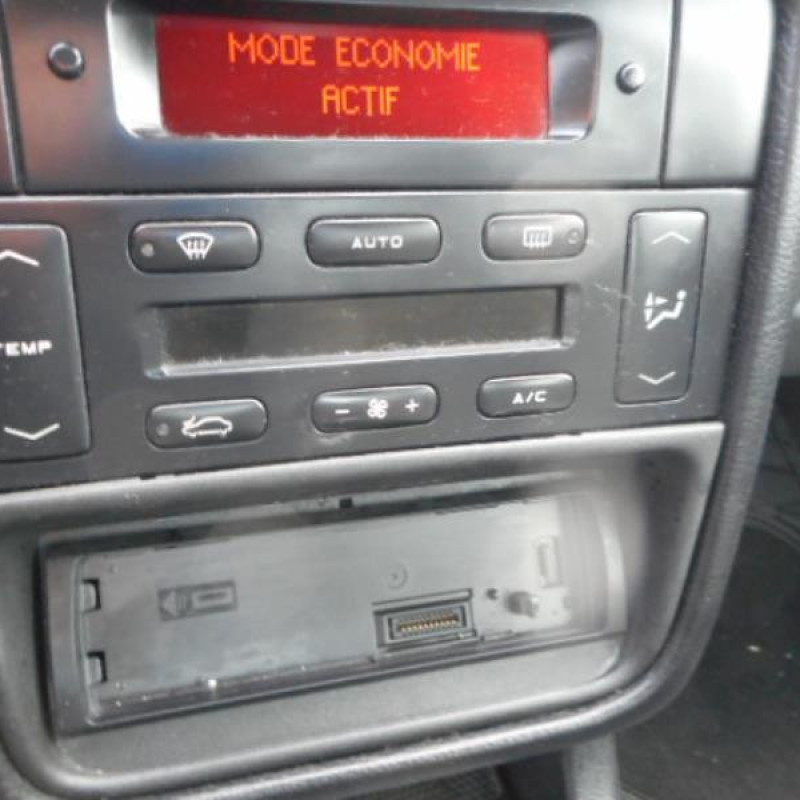 MODE ECONOMIE
ACTIF
AUTO
TEMP
- +
A/C